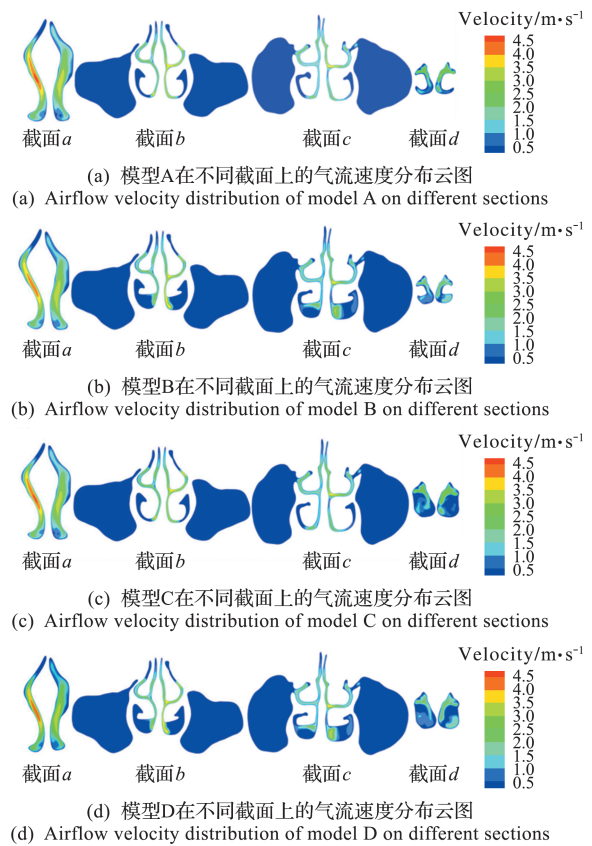 Velocity/m·s⁻¹
4.5
4.0
3.5
3.0
2.5
2.0
1.5
1.0
0.5
截面a 截面b 截面c 截面d
(a) 模型A在不同截面上的气流速度分布云图
(a) Airflow velocity distribution of model A on different sections
Velocity/m·s⁻¹
4.5
4.0
3.5
3.0
2.5
2.0
1.5
1.0
0.5
截面a 截面b 截面c 截面d
(b) 模型B在不同截面上的气流速度分布云图
(b) Airflow velocity distribution of model B on different sections
Velocity/m·s⁻¹
4.5
4.0
3.5
3.0
2.5
2.0
1.5
1.0
0.5
截面a 截面b 截面c 截面d
(c) 模型C在不同截面上的气流速度分布云图
(c) Airflow velocity distribution of model C on different sections
Velocity/m·s⁻¹
4.5
4.0
3.5
3.0
2.5
2.0
1.5
1.0
0.5
截面a 截面b 截面c 截面d
(d) 模型D在不同截面上的气流速度分布云图
(d) Airflow velocity distribution of model D on different sections